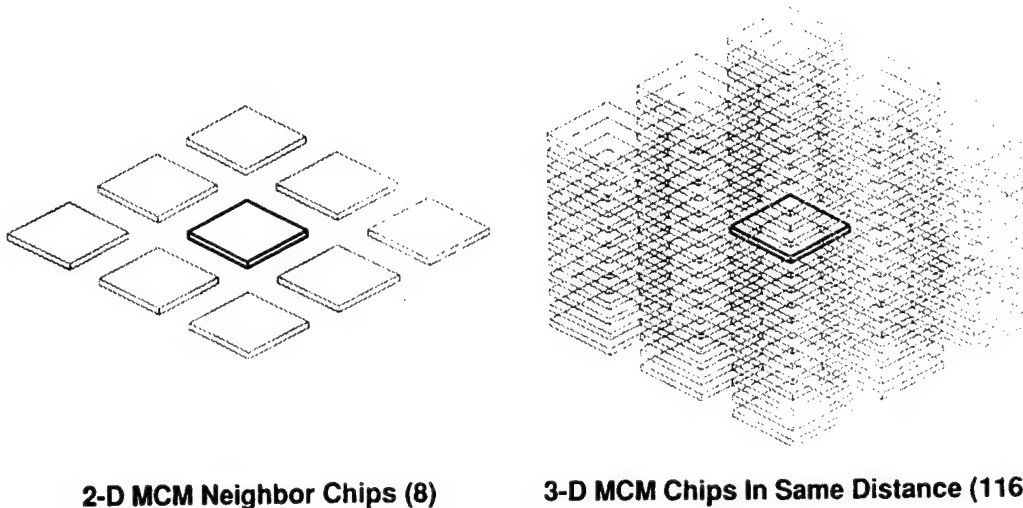 2-D MCM Neighbor Chips (8)
3-D MCM Chips In Same Distance (116